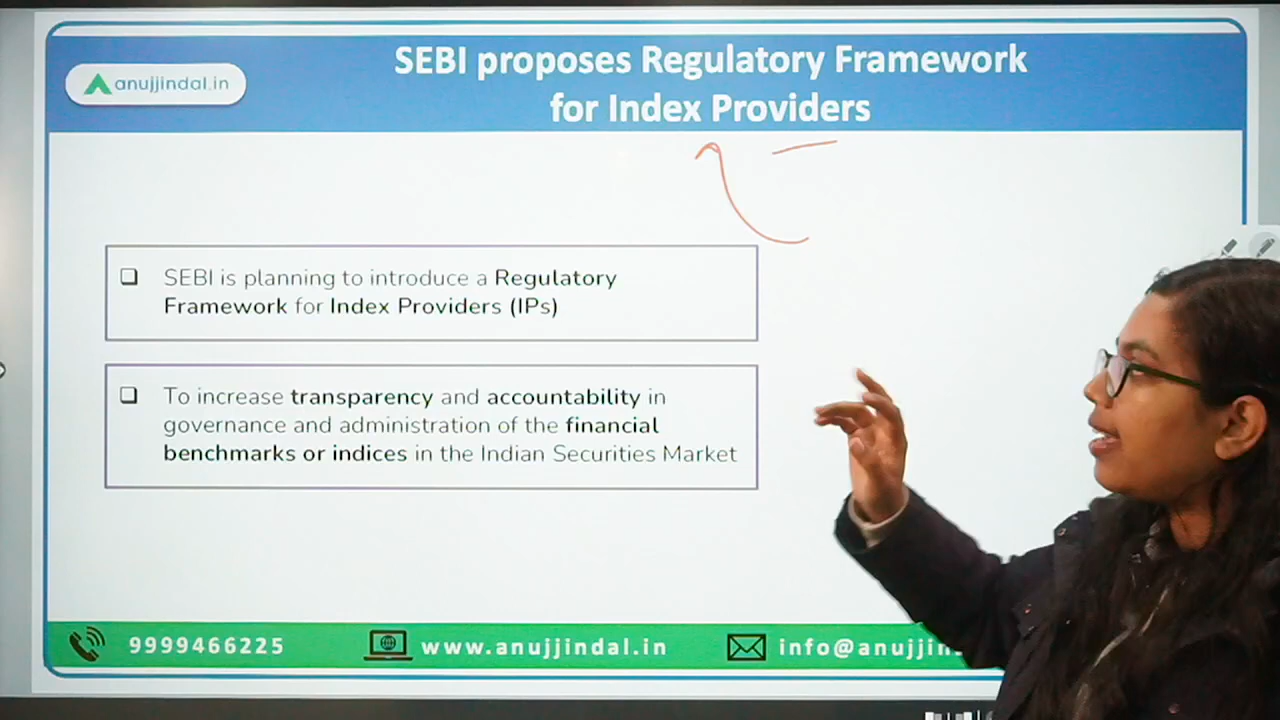 SEBI proposes Regulatory Framework
for Index Providers
anujjindal.in
❑ SEBI is planning to introduce a Regulatory
Framework for Index Providers (IPs)
❑ To increase transparency and accountability in
governance and administration of the financial
benchmarks or indices in the Indian Securities Market
9999466225
www.anujjindal.in